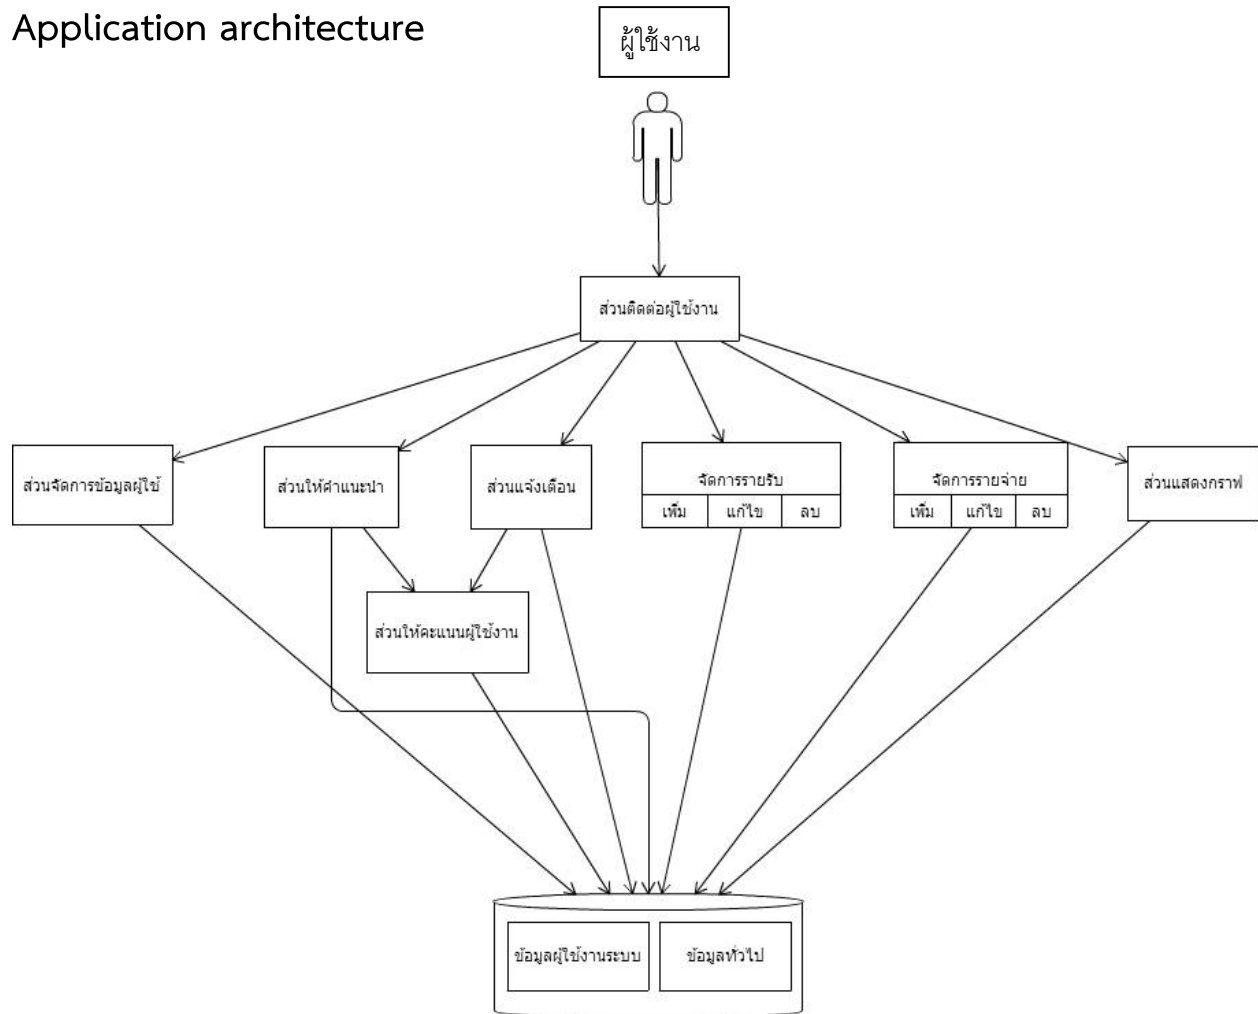 Application architecture
ผู้ใช้งาน
ส่วนติดต่อผู้ใช้งาน
ส่วนจัดการข้อมูลผู้ใช้
ส่วนให้คำแนะนำ
ส่วนแจ้งเตือน
จัดการรายรับ
เพิ่ม แก้ไข ลบ
จัดการรายจ่าย
เพิ่ม แก้ไข ลบ
ส่วนแสดงกราฟ
ส่วนให้คะแนนผู้ใช้งาน
ข้อมูลผู้ใช้งานระบบ
ข้อมูลทั่วไป